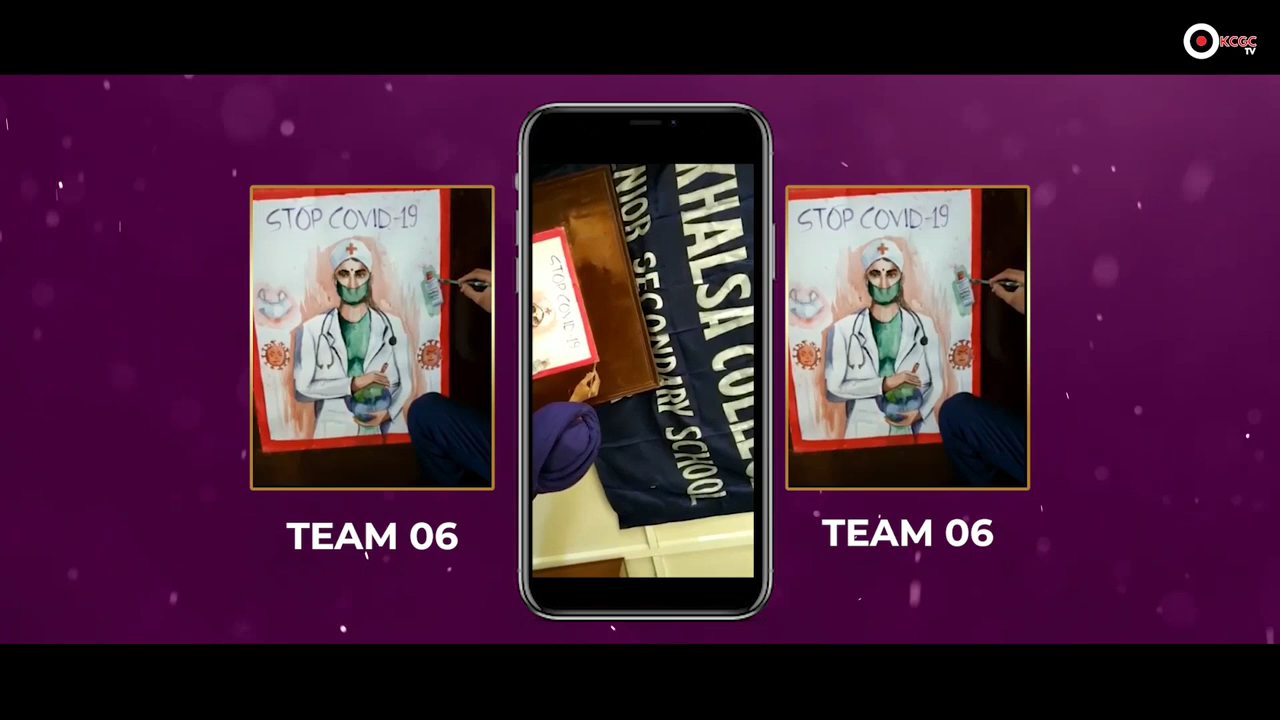 KCGC
TV
STOP COVID-19
STOP COVID-19
STOP COVID-19
KHALSA COLLE
NIOR SECONDARY SCHOOL
TEAM 06
TEAM 06